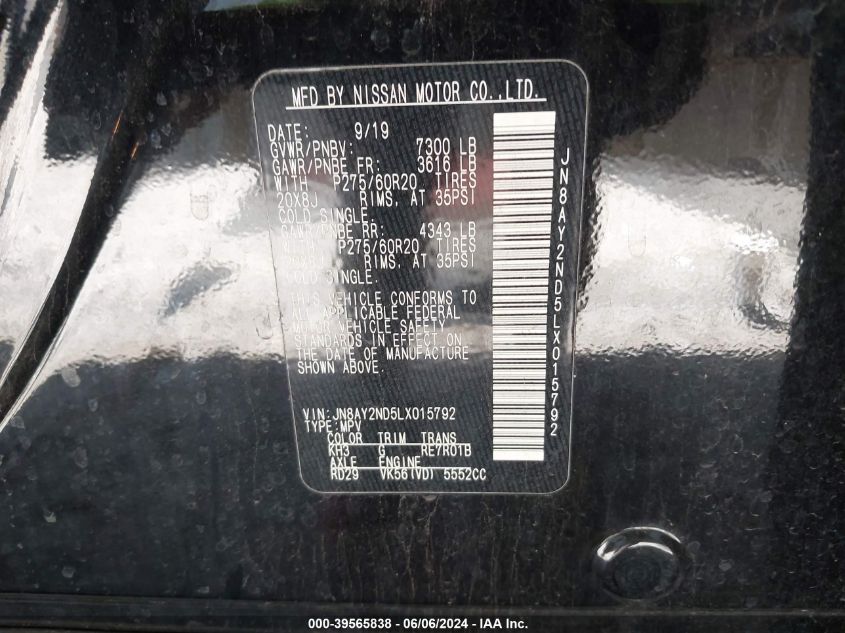 MFD BY NISSAN MOTOR CO.,LTD.
DATE: 9/19
GVWR/PNBV: 7300 LB
GAWR/PNBE FR: 3616 LB
WITH P275/60R20 TIRES
20X8J RIMS, AT 35PSI
COLD SINGLE.
GAWR/PNBE RR: 4343 LB
P275/60R20 TIRES
RIMS, AT 35PSI
COLD SINGLE.
THIS VEHICLE CONFORMS TO
ALL APPLICABLE FEDERAL
MOTOR VEHICLE SAFETY
STANDARDS IN EFFECT ON
THE DATE OF MANUFACTURE
SHOWN ABOVE.
VIN: JN8AY2ND5LX015792
TYPE: MPV
COLOR TRIM TRANS
KH3 G RE7R01B
AXLE ENGINE
RD29 VK56(VD) 5552CC
JN8AY2ND5LX015792
000-39565838 - 06/06/2024 - © IAA, Inc.